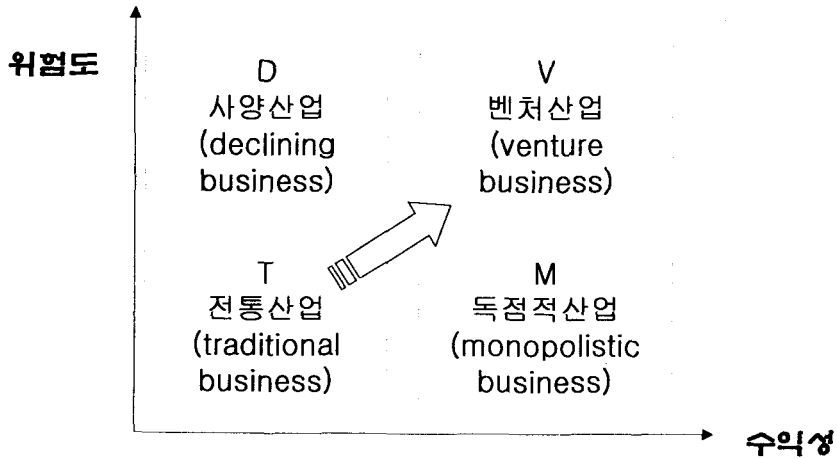 위험도
D
사양산업
(declining
business)
V
벤처산업
(venture
business)
T
전통산업
(traditional
business)
M
독점적산업
(monopolistic
business)
수익성